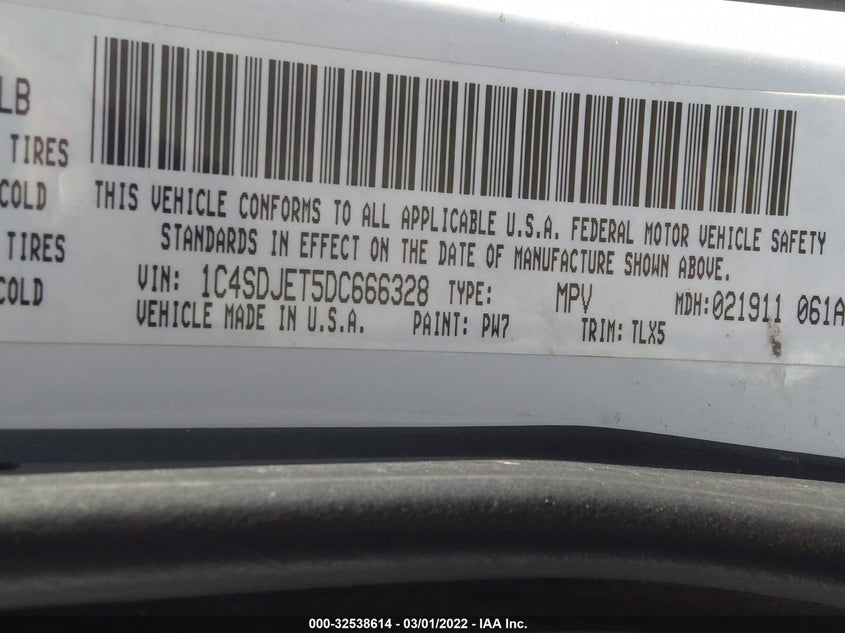 LB
TIRES
COLD
TIRES
COLD
THIS VEHICLE CONFORMS TO ALL APPLICABLE U.S.A. FEDERAL MOTOR VEHICLE SAFETY
STANDARDS IN EFFECT ON THE DATE OF MANUFACTURE SHOWN ABOVE.
VIN: 1C4SDJET5DC666328 TYPE: MPV MDH:021911 061A
VEHICLE MADE IN U.S.A. PAINT: PW7 TRIM: TLX5
000-32538614 - 03/01/2022 - IAA Inc.